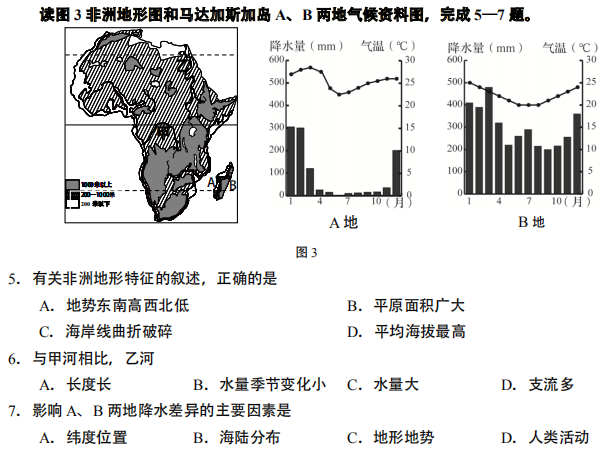 读图 3 非洲地形图和马达加斯加岛 A、B 两地气候资料图，完成 5—7 题。
降水量（mm） 气温（℃） 降水量（mm） 气温（℃）
600 30 600 30
500 25 500 25
400 20 400 20
300 15 300 15
200 10 200 10
100 5 100 5
000 0 000 0
1 4 7 10（月） 1 4 7 10（月）
甲
A B
1000米以上
200—1000米
200 米以下
A 地 B 地
图 3
5. 有关非洲地形特征的叙述，正确的是
A. 地势东南高西北低 B. 平原面积广大
C. 海岸线曲折破碎 D. 平均海拔最高
6. 与甲河相比，乙河
A. 长度长 B. 水量季节变化小 C. 水量大 D. 支流多
7. 影响 A、B 两地降水差异的主要因素是
A. 纬度位置 B. 海陆分布 C. 地形地势 D. 人类活动